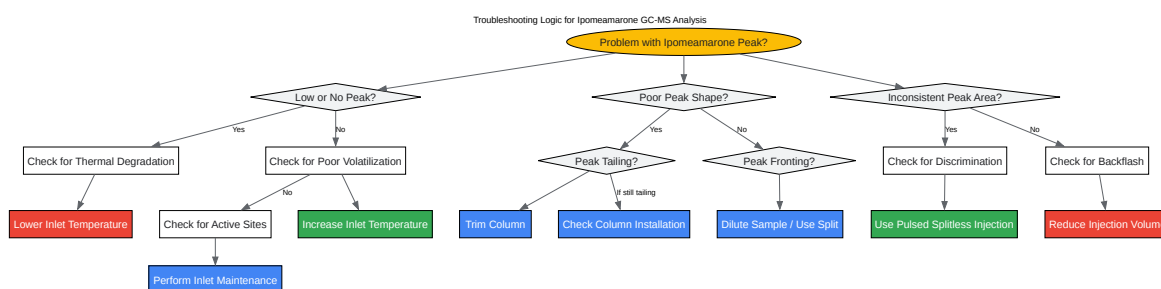 Troubleshooting Logic for Ipomeamarone GC-MS Analysis
Problem with Ipomeamarone Peak?
Low or No Peak?
Poor Peak Shape?
Inconsistent Peak Area?
Yes
No
Yes
No
Yes
No
Check for Thermal Degradation
Check for Poor Volatilization
Peak Tailing?
Peak Fronting?
Check for Discrimination
Check for Backflash
No
If still tailing
Lower Inlet Temperature
Check for Active Sites
Increase Inlet Temperature
Trim Column
Check Column Installation
Dilute Sample / Use Split
Use Pulsed Splitless Injection
Reduce Injection Volum
Perform Inlet Maintenance